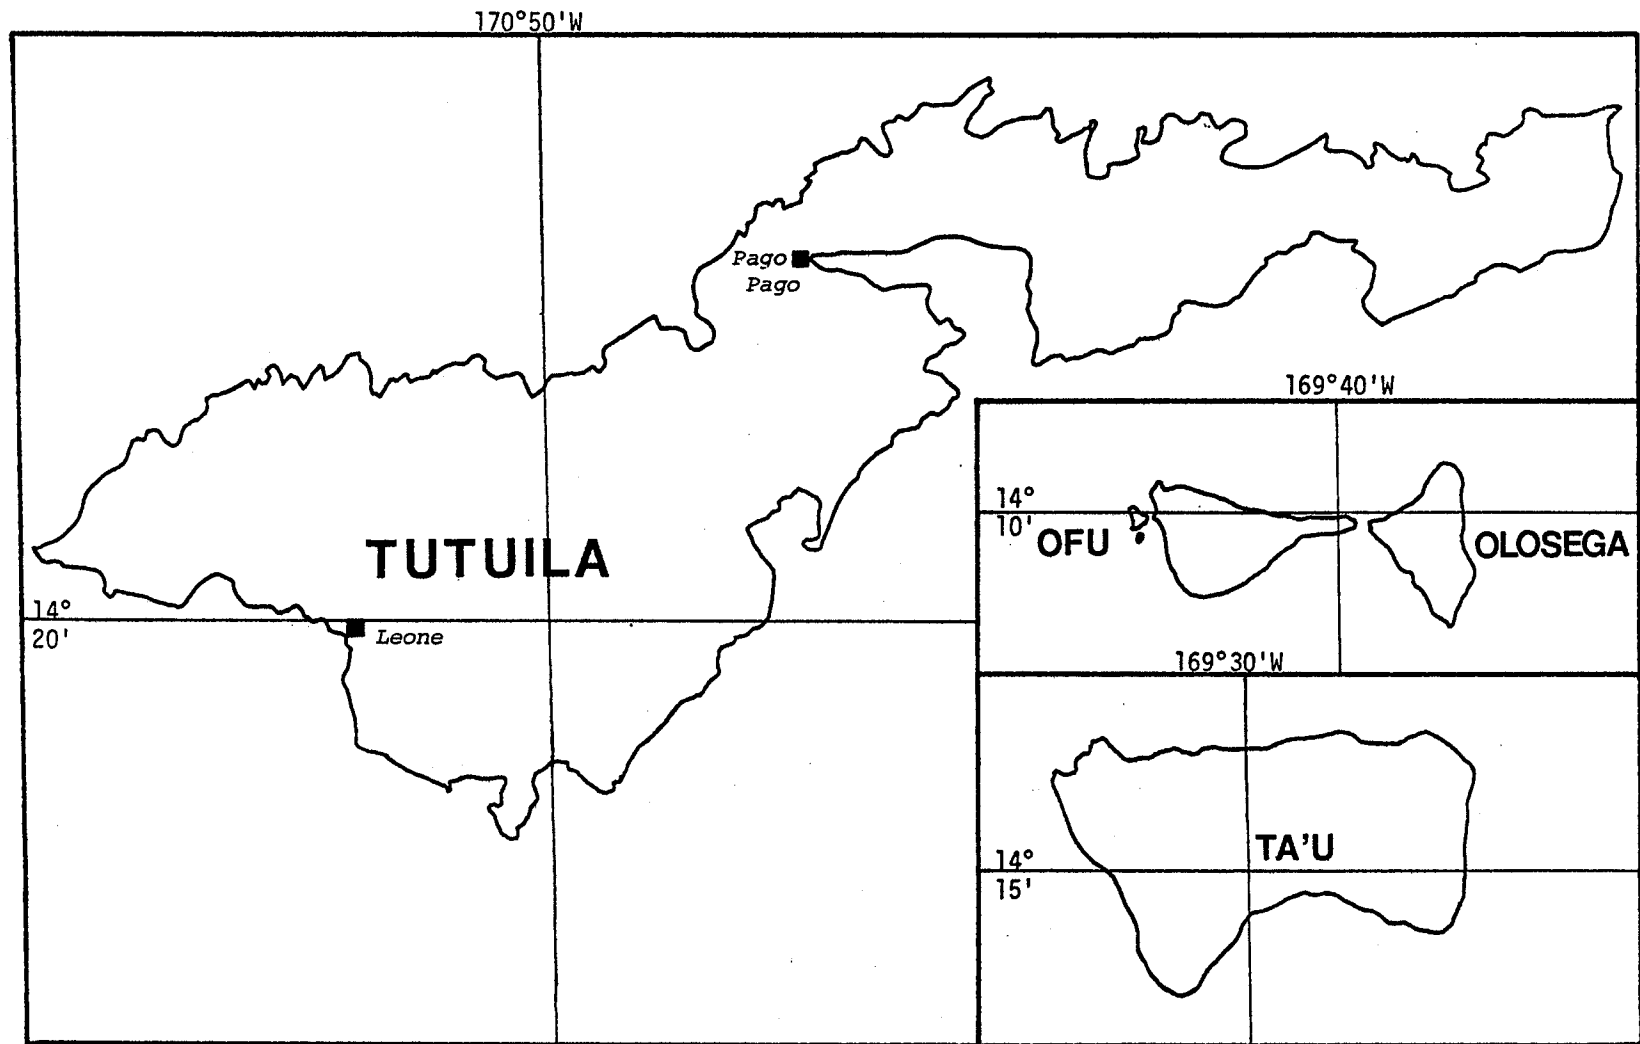 170°50'W
Pago
Pago
169°40'W
14°
10'
OFU
OLOSEGA
TUTUILA
14°
20'
Leone
169°30'W
TA'U
14°
15'